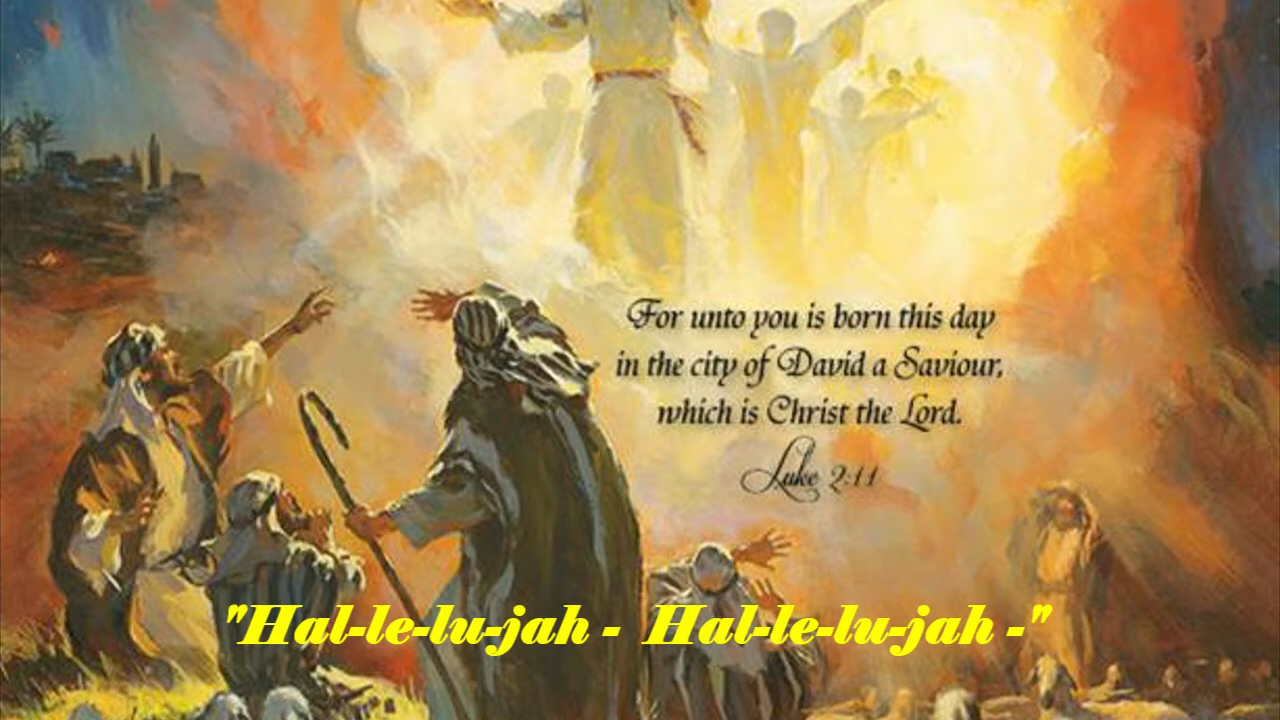 For unto you is born this day
in the city of David a Saviour,
which is Christ the Lord.
Luke 2:11
"Hal-le-lu-jah - Hal-le-lu-jah -"